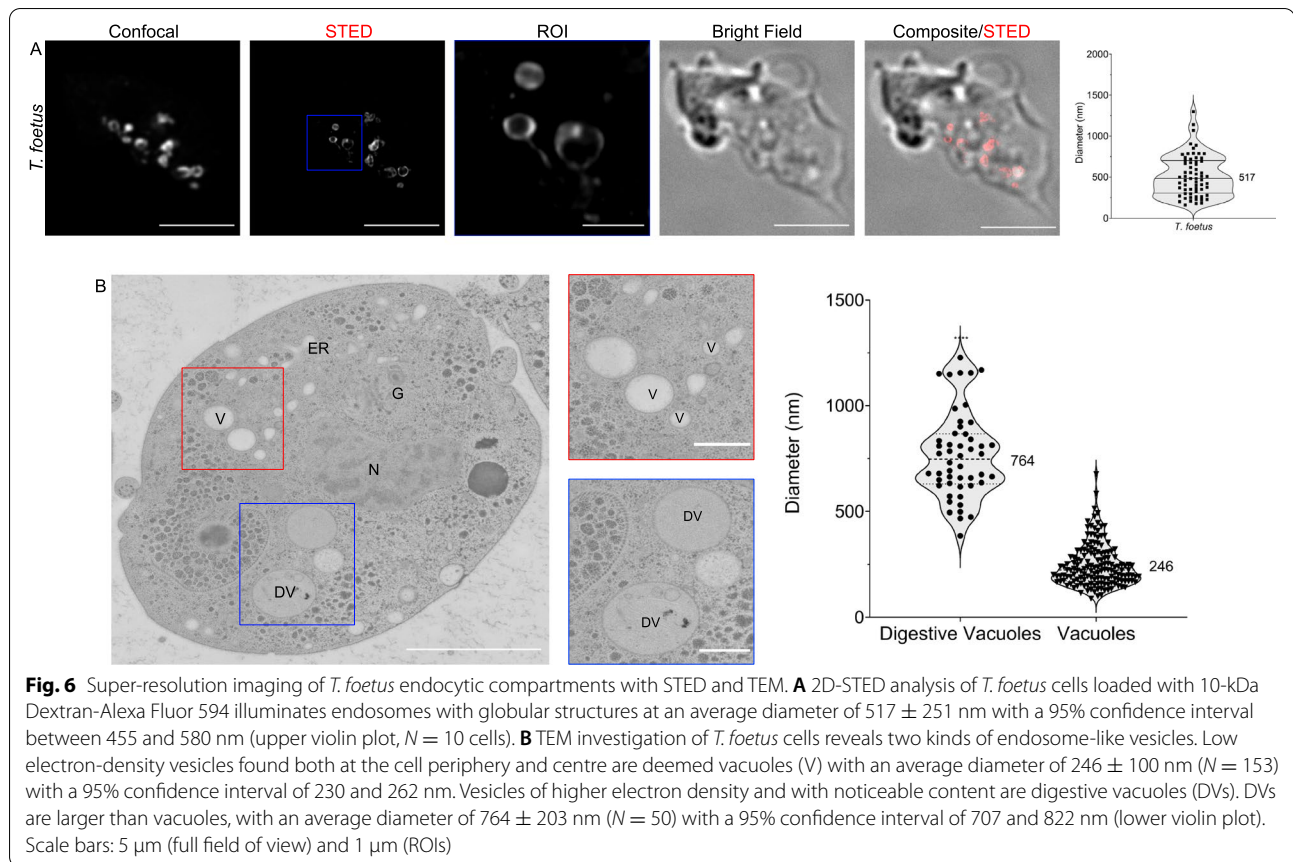 Confocal STED ROI Bright Field Composite/STED
A
T. foetus
2000
1500
1000
500
0
Diameter (nm)
517
T. foetus
B
ER
G
V
N
DV
V
V
V
DV
DV
1500
1000
500
0
Diameter (nm)
****
764
246
Digestive Vacuoles Vacuoles
Fig. 6 Super-resolution imaging of T. foetus endocytic compartments with STED and TEM. A 2D-STED analysis of T. foetus cells loaded with 10-kDa
Dextran-Alexa Fluor 594 illuminates endosomes with globular structures at an average diameter of 517 ± 251 nm with a 95% confidence interval
between 455 and 580 nm (upper violin plot, N = 10 cells). B TEM investigation of T. foetus cells reveals two kinds of endosome-like vesicles. Low
electron-density vesicles found both at the cell periphery and centre are deemed vacuoles (V) with an average diameter of 246 ± 100 nm (N = 153)
with a 95% confidence interval of 230 and 262 nm. Vesicles of higher electron density and with noticeable content are digestive vacuoles (DVs). DVs
are larger than vacuoles, with an average diameter of 764 ± 203 nm (N = 50) with a 95% confidence interval of 707 and 822 nm (lower violin plot).
Scale bars: 5 µm (full field of view) and 1 µm (ROIs)